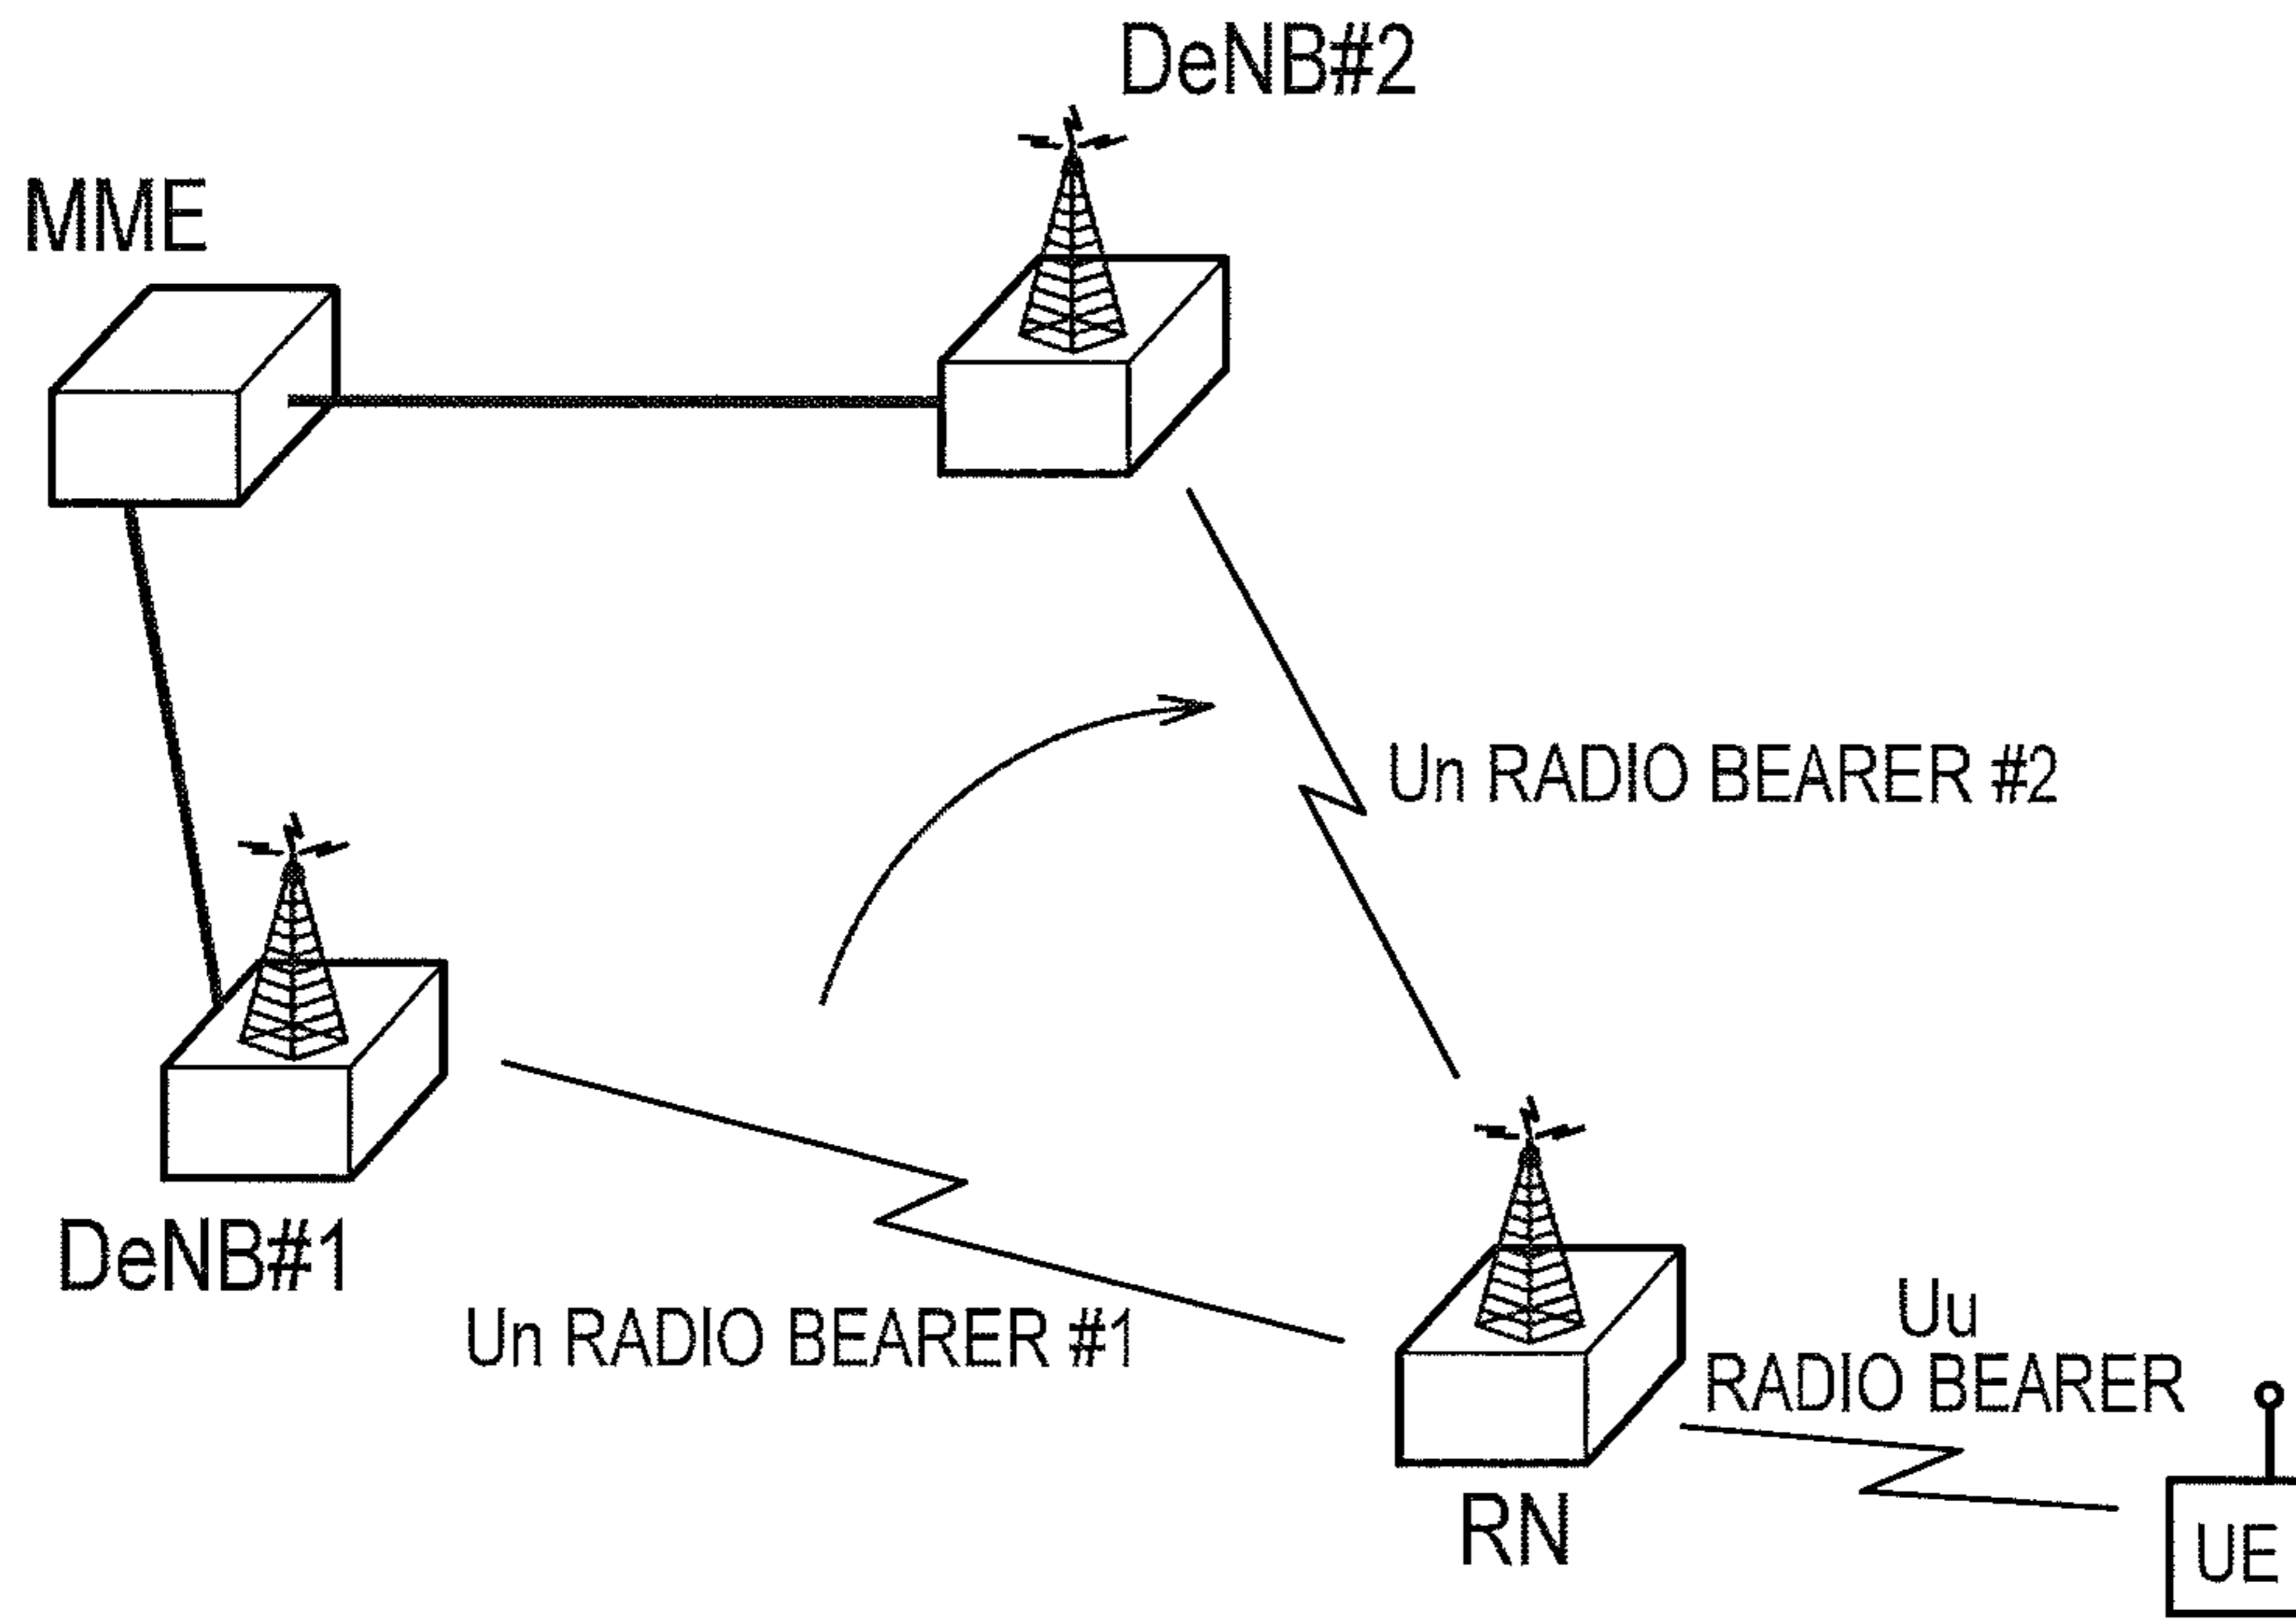 DeNB#2
MME
Un RADIO BEARER #2
DeNB#1
Un RADIO BEARER #1
Uu
RADIO BEARER
RN
UE